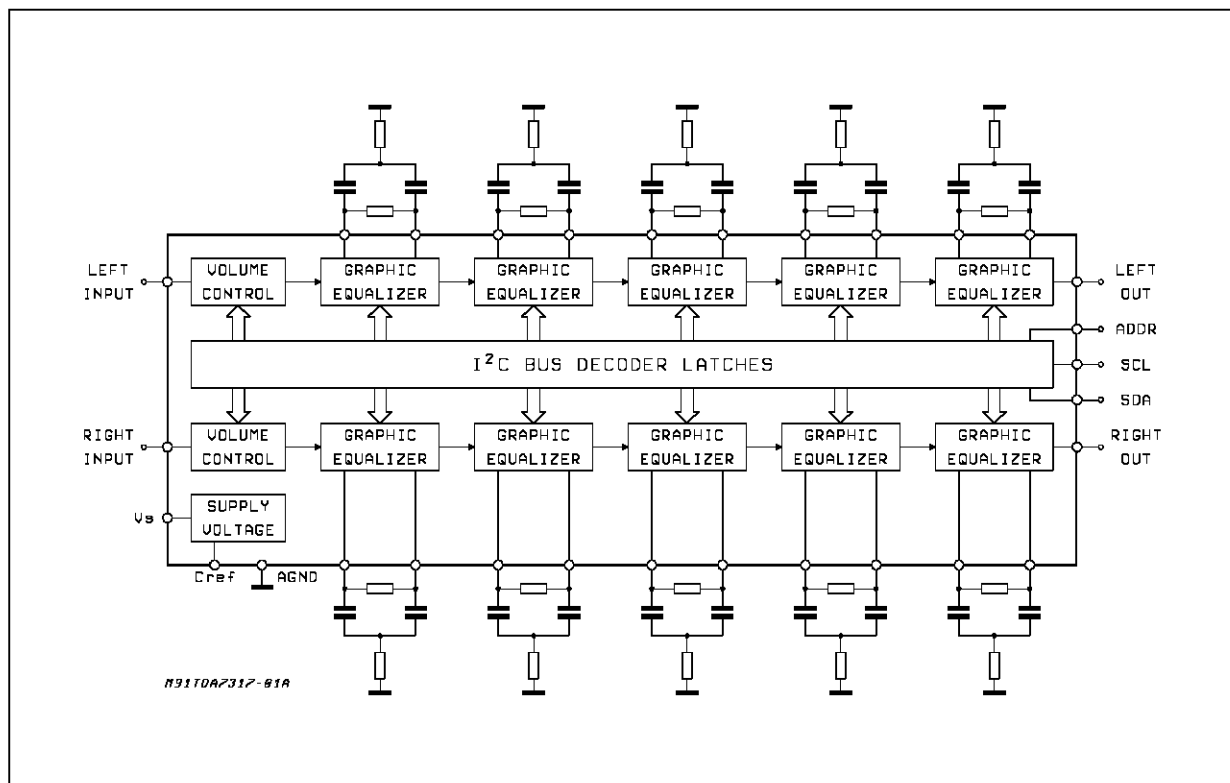 LEFT
INPUT
VOLUME
CONTROL
GRAPHIC
EQUALIZER
GRAPHIC
EQUALIZER
GRAPHIC
EQUALIZER
GRAPHIC
EQUALIZER
GRAPHIC
EQUALIZER
LEFT
OUT
ADDR
I²C BUS DECODER LATCHES
SCL
SDA
RIGHT
INPUT
VOLUME
CONTROL
GRAPHIC
EQUALIZER
GRAPHIC
EQUALIZER
GRAPHIC
EQUALIZER
GRAPHIC
EQUALIZER
GRAPHIC
EQUALIZER
RIGHT
OUT
Vs
SUPPLY
VOLTAGE
Cref
AGND
M91TDA7317-01A